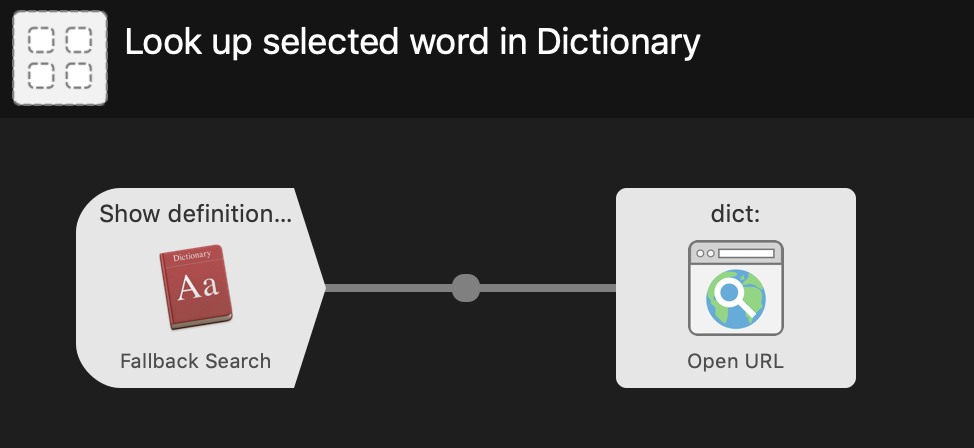 Look up selected word in Dictionary
Show definition...
dict:
Dictionary
Aa
Fallback Search
Open URL